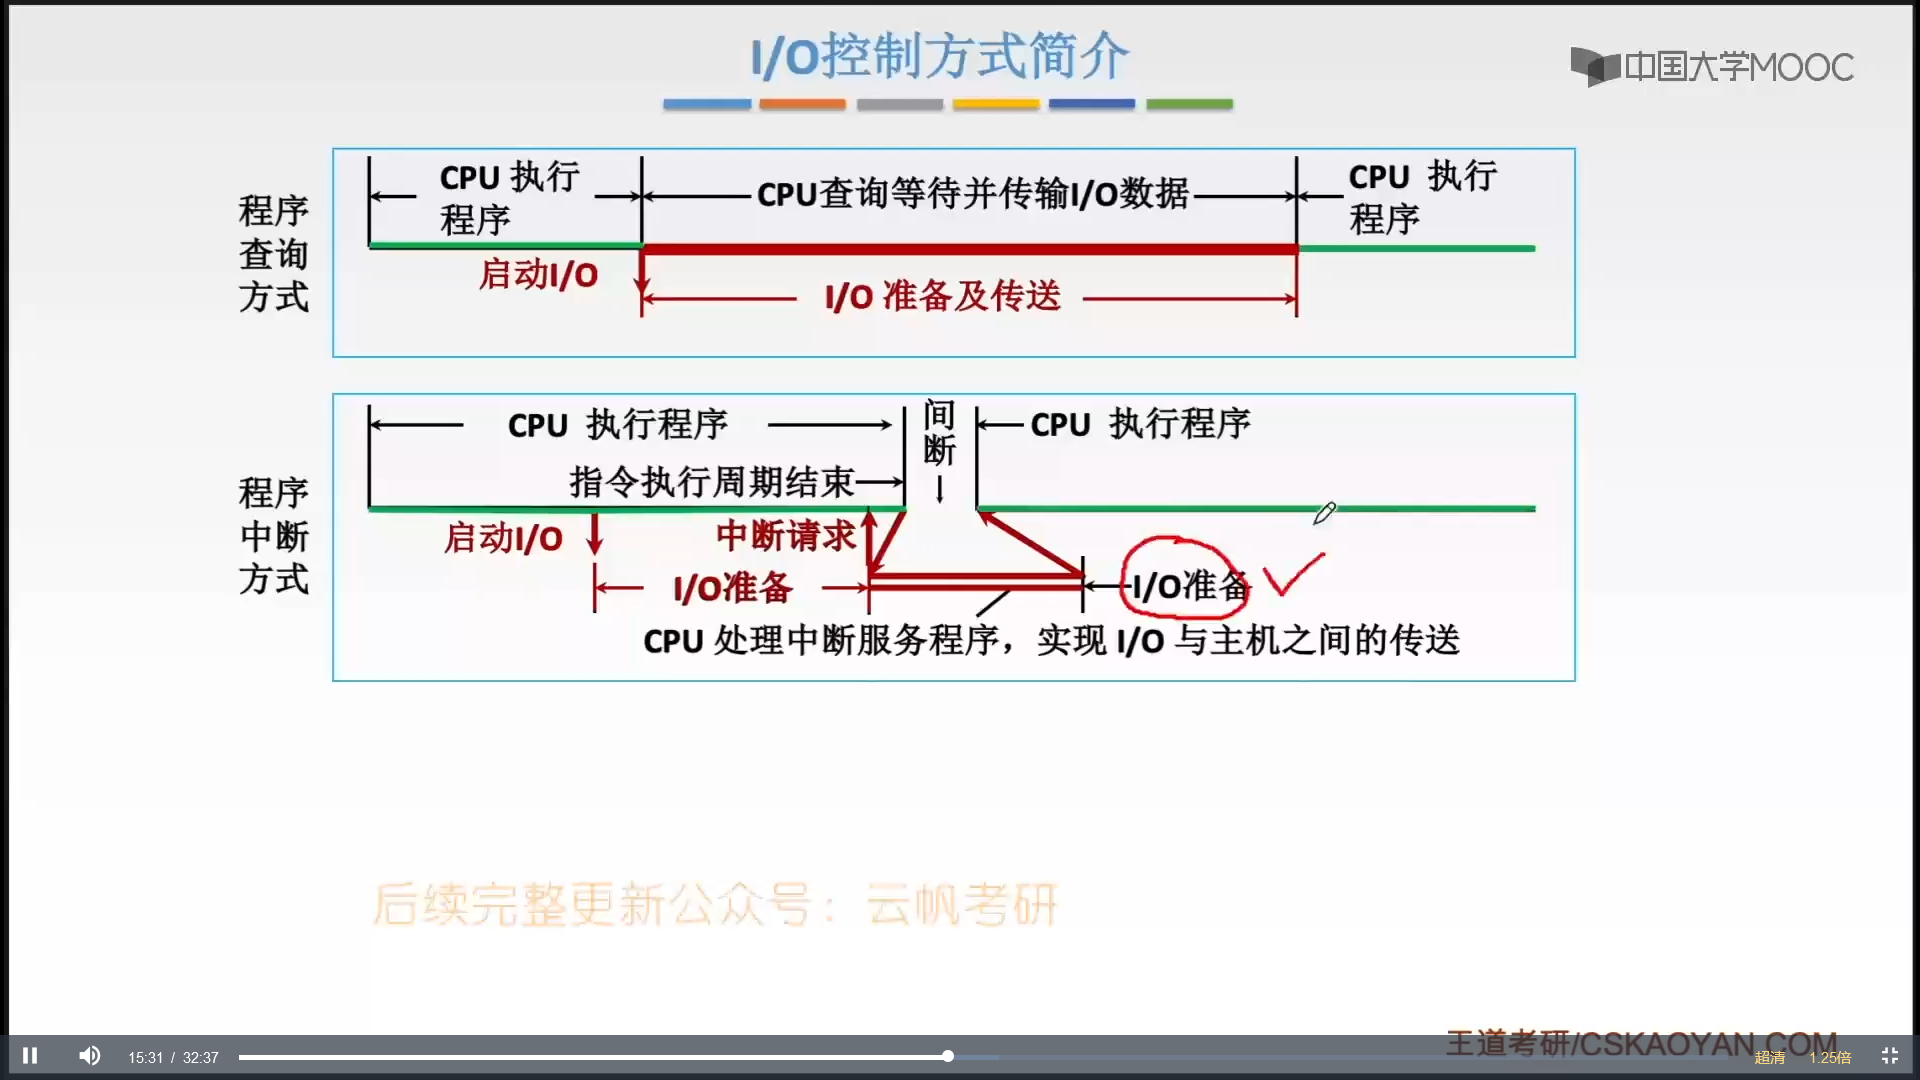 I/O控制方式简介
中国大学MOOC
程序
查询
方式
CPU 执行
程序
CPU查询等待并传输I/O数据
CPU 执行
程序
启动I/O
I/O 准备及传送
程序
中断
方式
CPU 执行程序
间
断
CPU 执行程序
指令执行周期结束
启动I/O
中断请求
I/O准备
I/O准备
CPU 处理中断服务程序，实现 I/O 与主机之间的传送
后续完整更新公众号：云帆考研
王道考研/CSKAOYAN.COM
15:31 / 32:37
超清
1.25倍